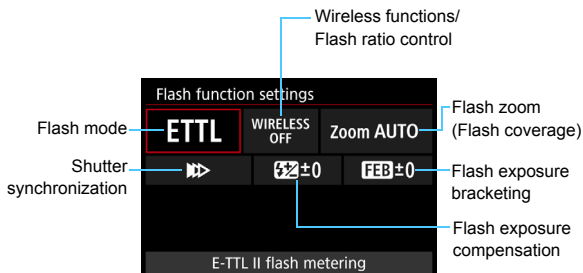 Wireless functions/
Flash ratio control
Flash function settings
Flash mode
ETTL
WIRELESS
OFF
Zoom AUTO
Flash zoom
(Flash coverage)
Shutter
synchronization
±0
FEB±0
Flash exposure
bracketing
Flash exposure
compensation
E-TTL II flash metering